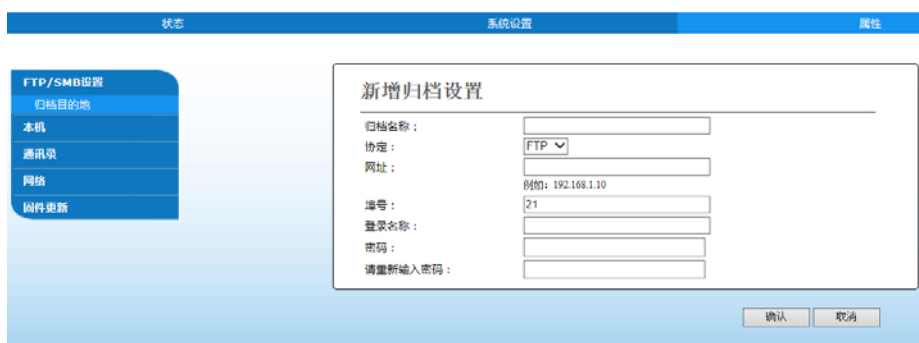 状态 系统设置 属性
FTP/SMB设置
归档目的地
本机
通讯录
网络
固件更新
新增归档设置
归档名称：
协定： FTP
网址：
例如：192.168.1.10
埠号： 21
登录名称：
密码：
请重新输入密码：
确认 取消